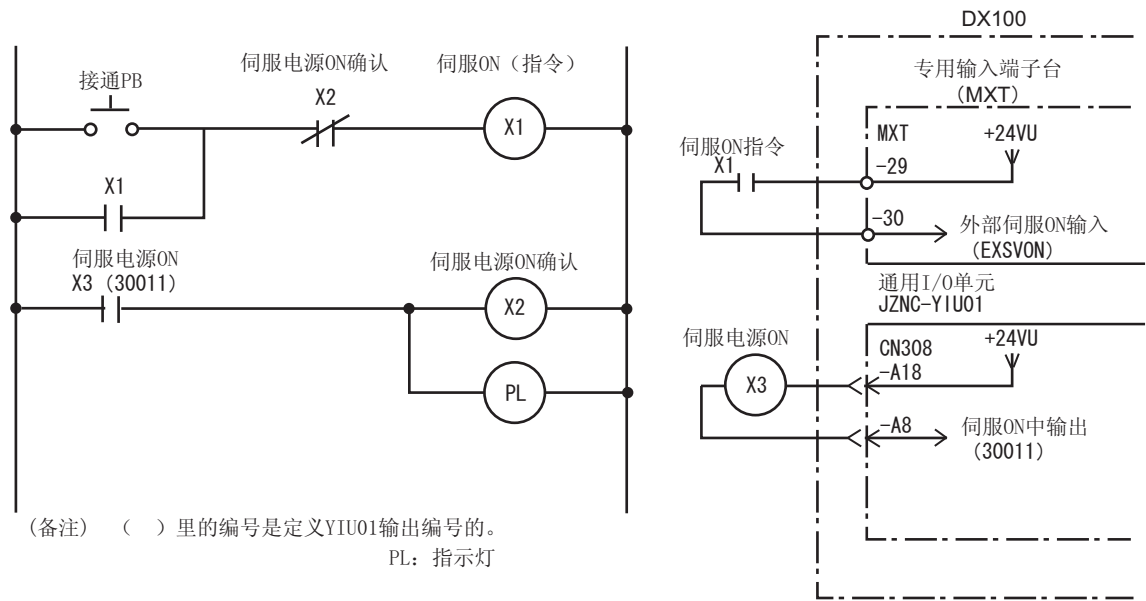 伺服电源ON确认
伺服ON（指令）
接通PB
X2
X1
X1
伺服电源ON
X3 (30011)
伺服电源ON确认
X2
PL
(备注) （ ）里的编号是定义YIU01输出编号的。
PL: 指示灯
DX100
专用输入端子台
(MXT)
MXT
+24VU
伺服ON指令
X1
-29
-30
外部伺服ON输入
(EXSVON)
通用I/O单元
JZNC-YIU01
伺服电源ON
CN308
+24VU
-A18
X3
-A8
伺服ON中输出
(30011)